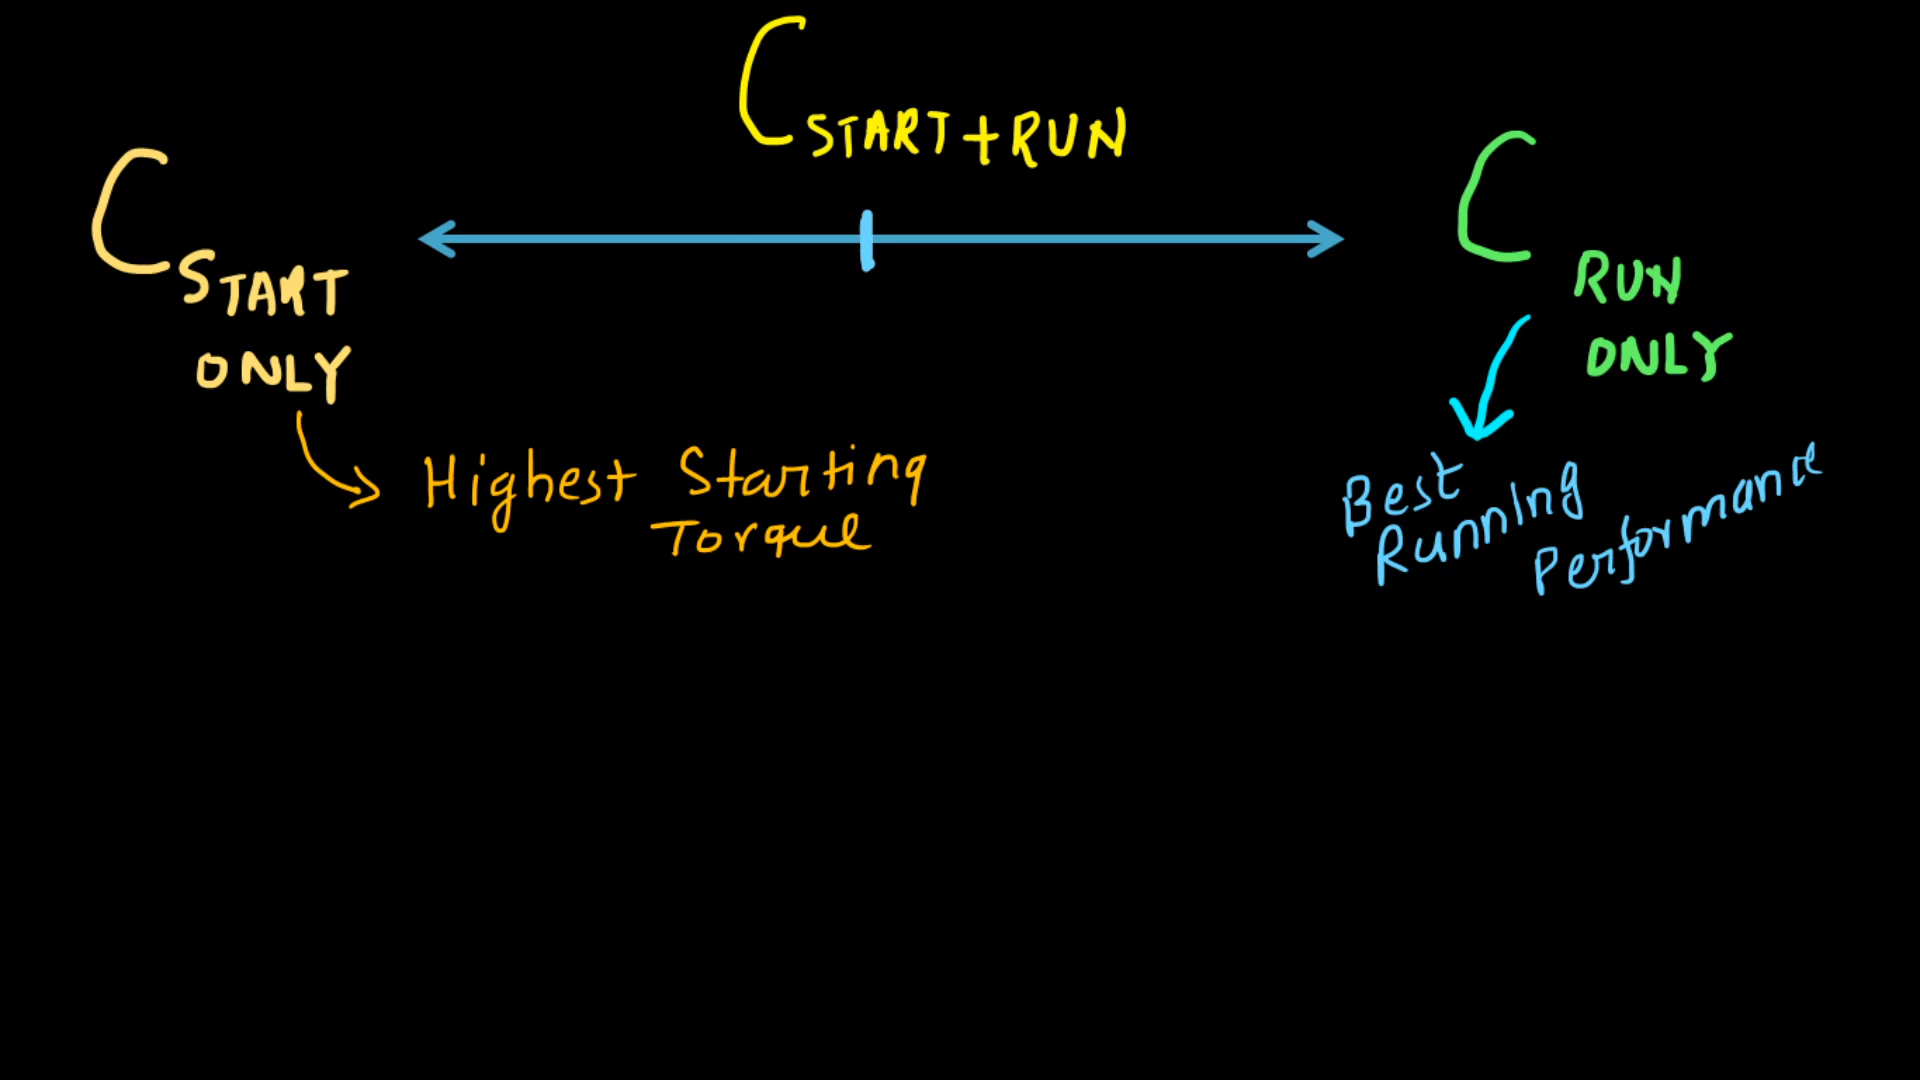 C START + RUN
C START
ONLY
C RUN
ONLY
Highest Starting
Torque
Best
Running
Performance